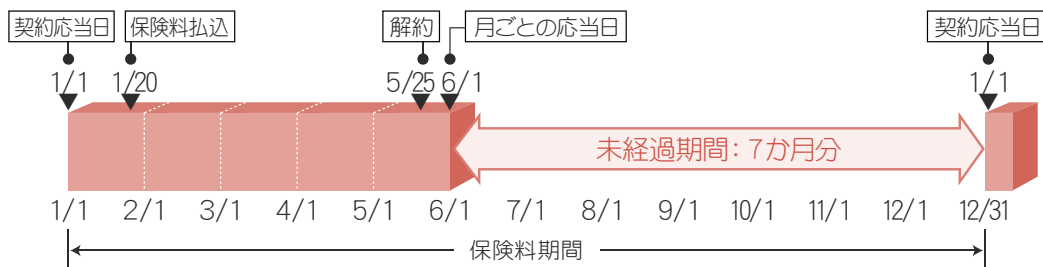 契約応当日 保険料払込 解約 月ごとの応当日 契約応当日
1/1 1/20 5/25 6/1 1/1
未経過期間：7か月分
1/1 2/1 3/1 4/1 5/1 6/1 7/1 8/1 9/1 10/1 11/1 12/1 12/31
保険料期間